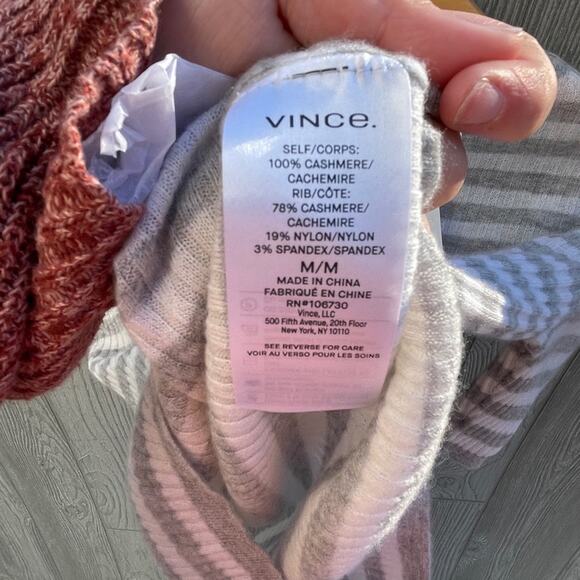 VINCE.
SELF/CORPS:
100% CASHMERE/
CACHEMIRE
RIB/CÔTE:
78% CASHMERE/
CACHEMIRE
19% NYLON/NYLON
3% SPANDEX/SPANDEX
M/M
MADE IN CHINA
FABRIQUÉ EN CHINE
RN#106730
Vince, LLC
500 Fifth Avenue, 20th Floor
New York, NY 10110
SEE REVERSE FOR CARE
VOIR AU VERSO POUR LES SOINS